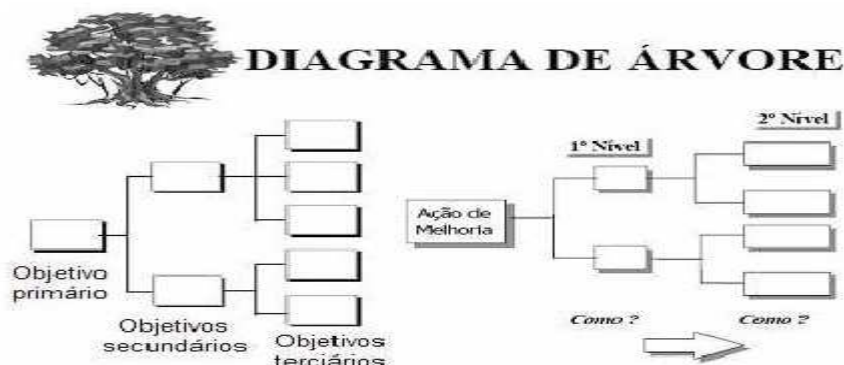 DIAGRAMA DE ÁRVORE
Objetivo
primário
Objetivos
secundários
Objetivos
terciários
1º Nível
2º Nível
Ação de
Melhoria
Como ?
Como ?